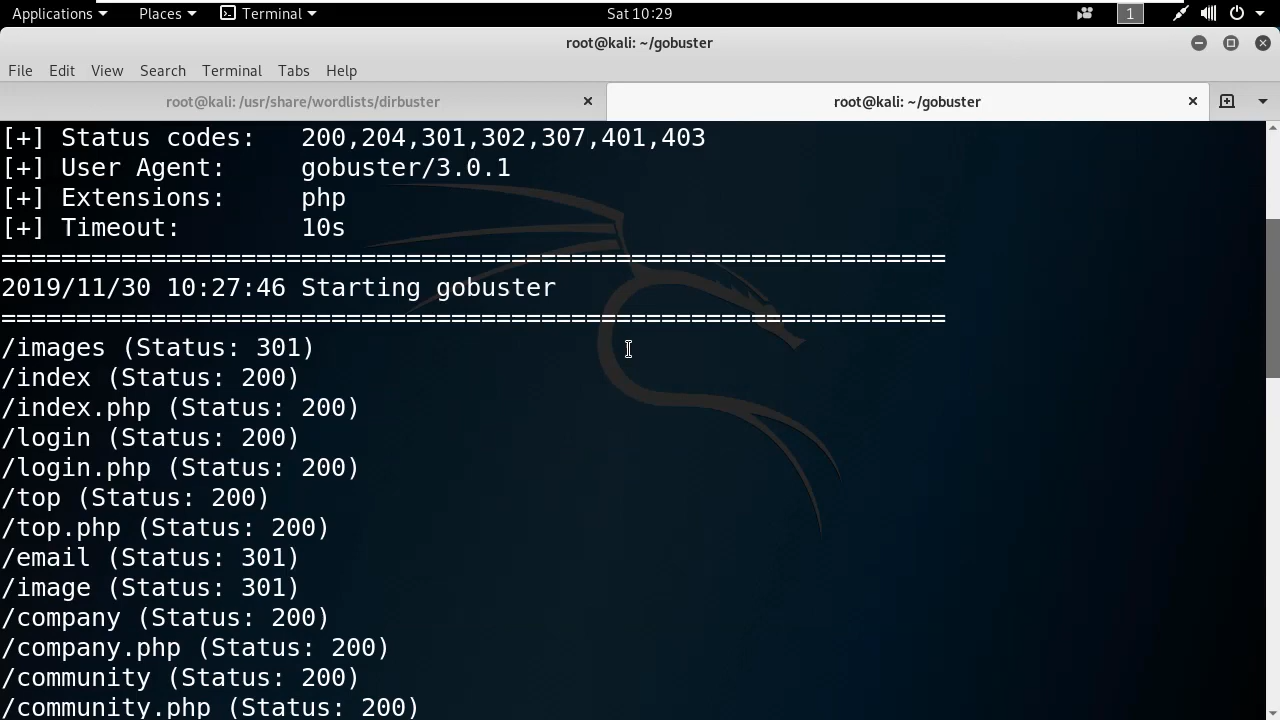 Applications Places Terminal Sat 10:29 1
root@kali: ~/gobuster
File Edit View Search Terminal Tabs Help
root@kali: /usr/share/wordlists/dirbuster root@kali: ~/gobuster
[+] Status codes: 200,204,301,302,307,401,403
[+] User Agent: gobuster/3.0.1
[+] Extensions: php
[+] Timeout: 10s
===============================================================
2019/11/30 10:27:46 Starting gobuster
===============================================================
/images (Status: 301)
/index (Status: 200)
/index.php (Status: 200)
/login (Status: 200)
/login.php (Status: 200)
/top (Status: 200)
/top.php (Status: 200)
/email (Status: 301)
/image (Status: 301)
/company (Status: 200)
/company.php (Status: 200)
/community (Status: 200)
/community.php (Status: 200)